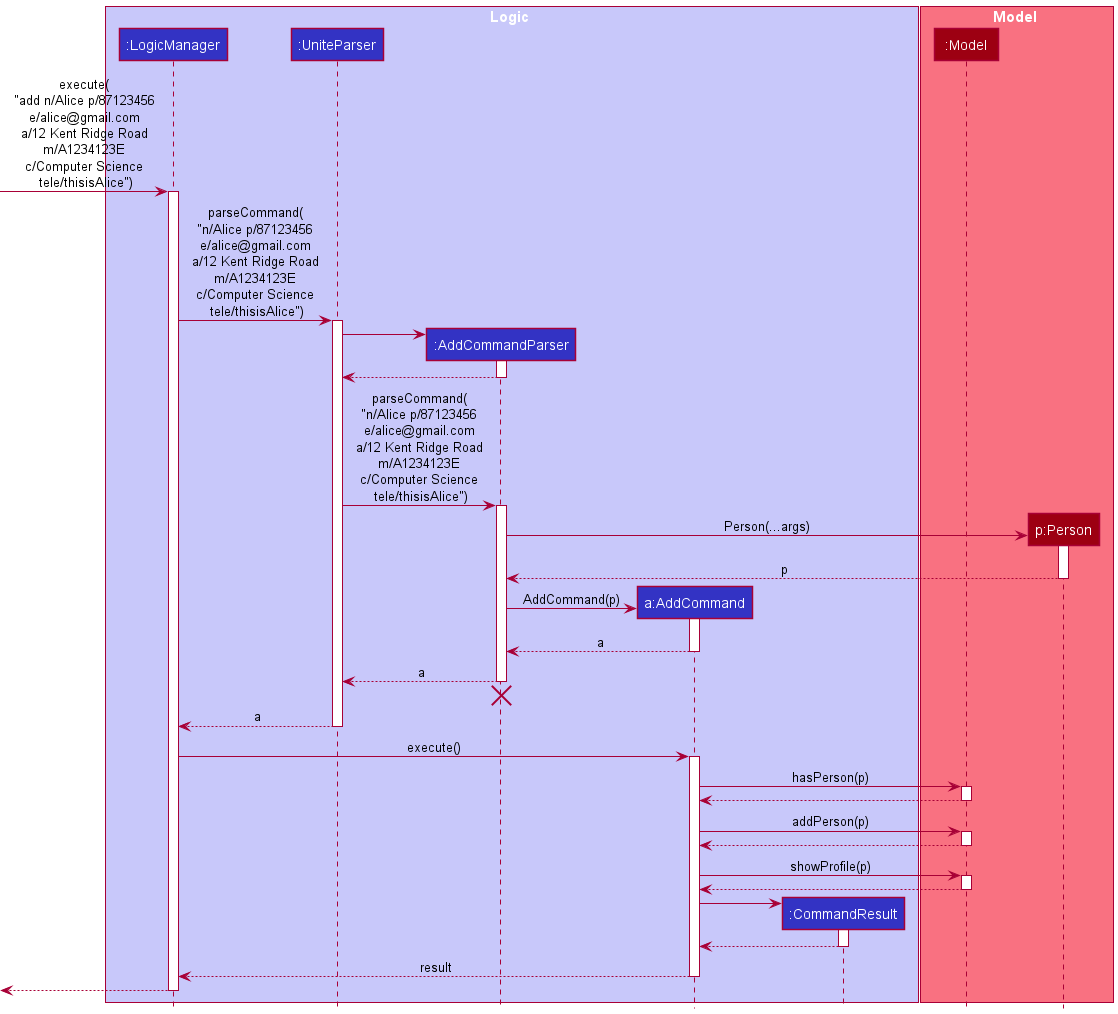 Logic
Model
:LogicManager
:UniteParser
:Model
execute(
"add n/Alice p/87123456
e/alice@gmail.com
a/12 Kent Ridge Road
m/A1234123E
c/Computer Science
tele/thisisAlice")
parseCommand(
"n/Alice p/87123456
e/alice@gmail.com
a/12 Kent Ridge Road
m/A1234123E
c/Computer Science
tele/thisisAlice")
:AddCommandParser
parseCommand(
"n/Alice p/87123456
e/alice@gmail.com
a/12 Kent Ridge Road
m/A1234123E
c/Computer Science
tele/thisisAlice")
Person(...args)
p:Person
p
AddCommand(p)
a:AddCommand
a
a
a
execute()
hasPerson(p)
addPerson(p)
showProfile(p)
:CommandResult
result